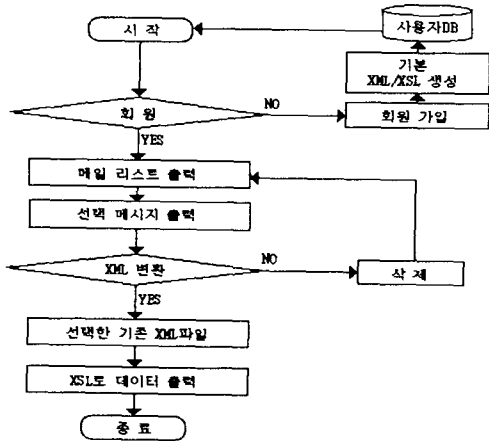 사용자DB
시 작
기본
XML/XSL 생성
회 원
NO
회원 가입
YES
메일 리스트 출력
선택 메시지 출력
XML 변환
NO
삭 제
YES
선택한 기존 XML파일
XSL로 데이터 출력
종 료